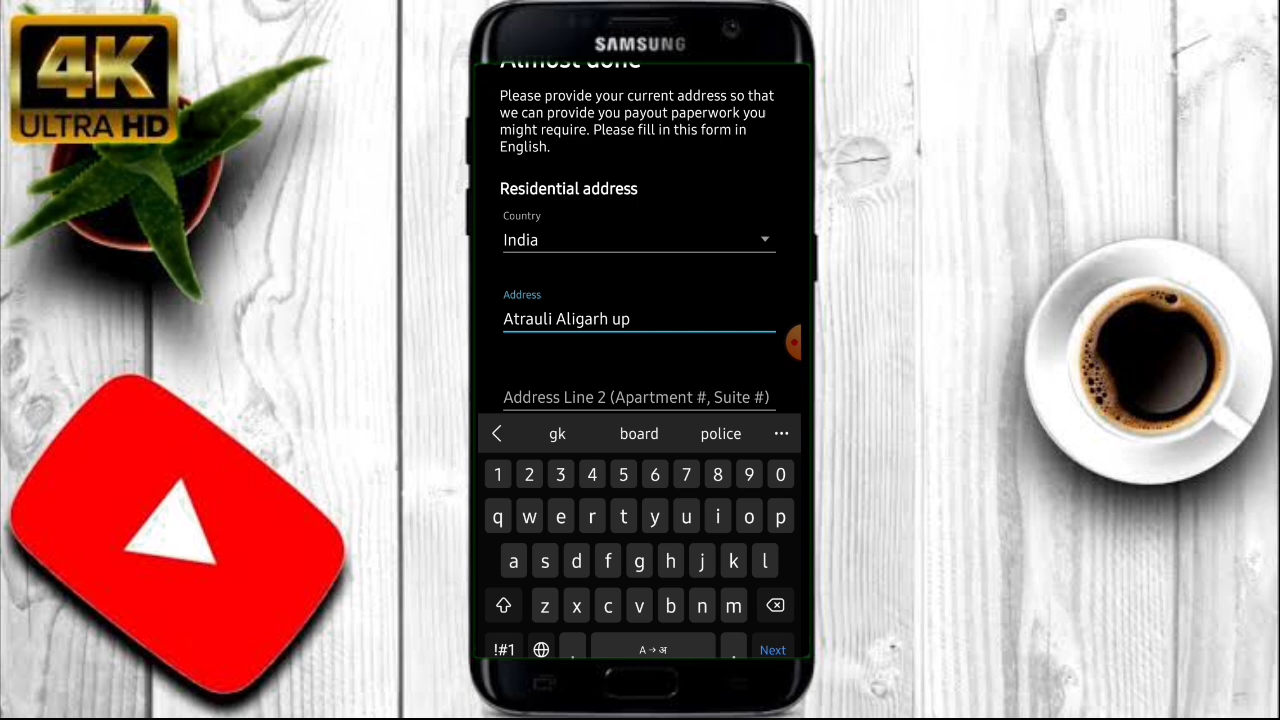 4K
ULTRA HD
SAMSUNG
Almost done
Please provide your current address so that
we can provide you payout paperwork you
might require. Please fill in this form in
English.
Residential address
Country
India
Address
Atrauli Aligarh up
Address Line 2 (Apartment #, Suite #)
gk board police ...
1 2 3 4 5 6 7 8 9 0
q w e r t y u i o p
a s d f g h j k l
z x c v b n m
!#1 , A → अ . Next